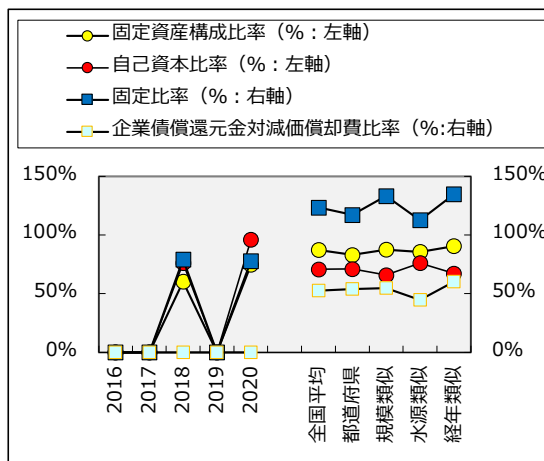 固定資産構成比率（%：左軸）
自己資本比率（%：左軸）
固定比率（%：右軸）
企業債償還元金対減価償却費比率（%:右軸）
150% 150%
100% 100%
50% 50%
0% 0%
2016 2017 2018 2019 2020 全国平均 都道府県 規模類似 水源類似 経年類似